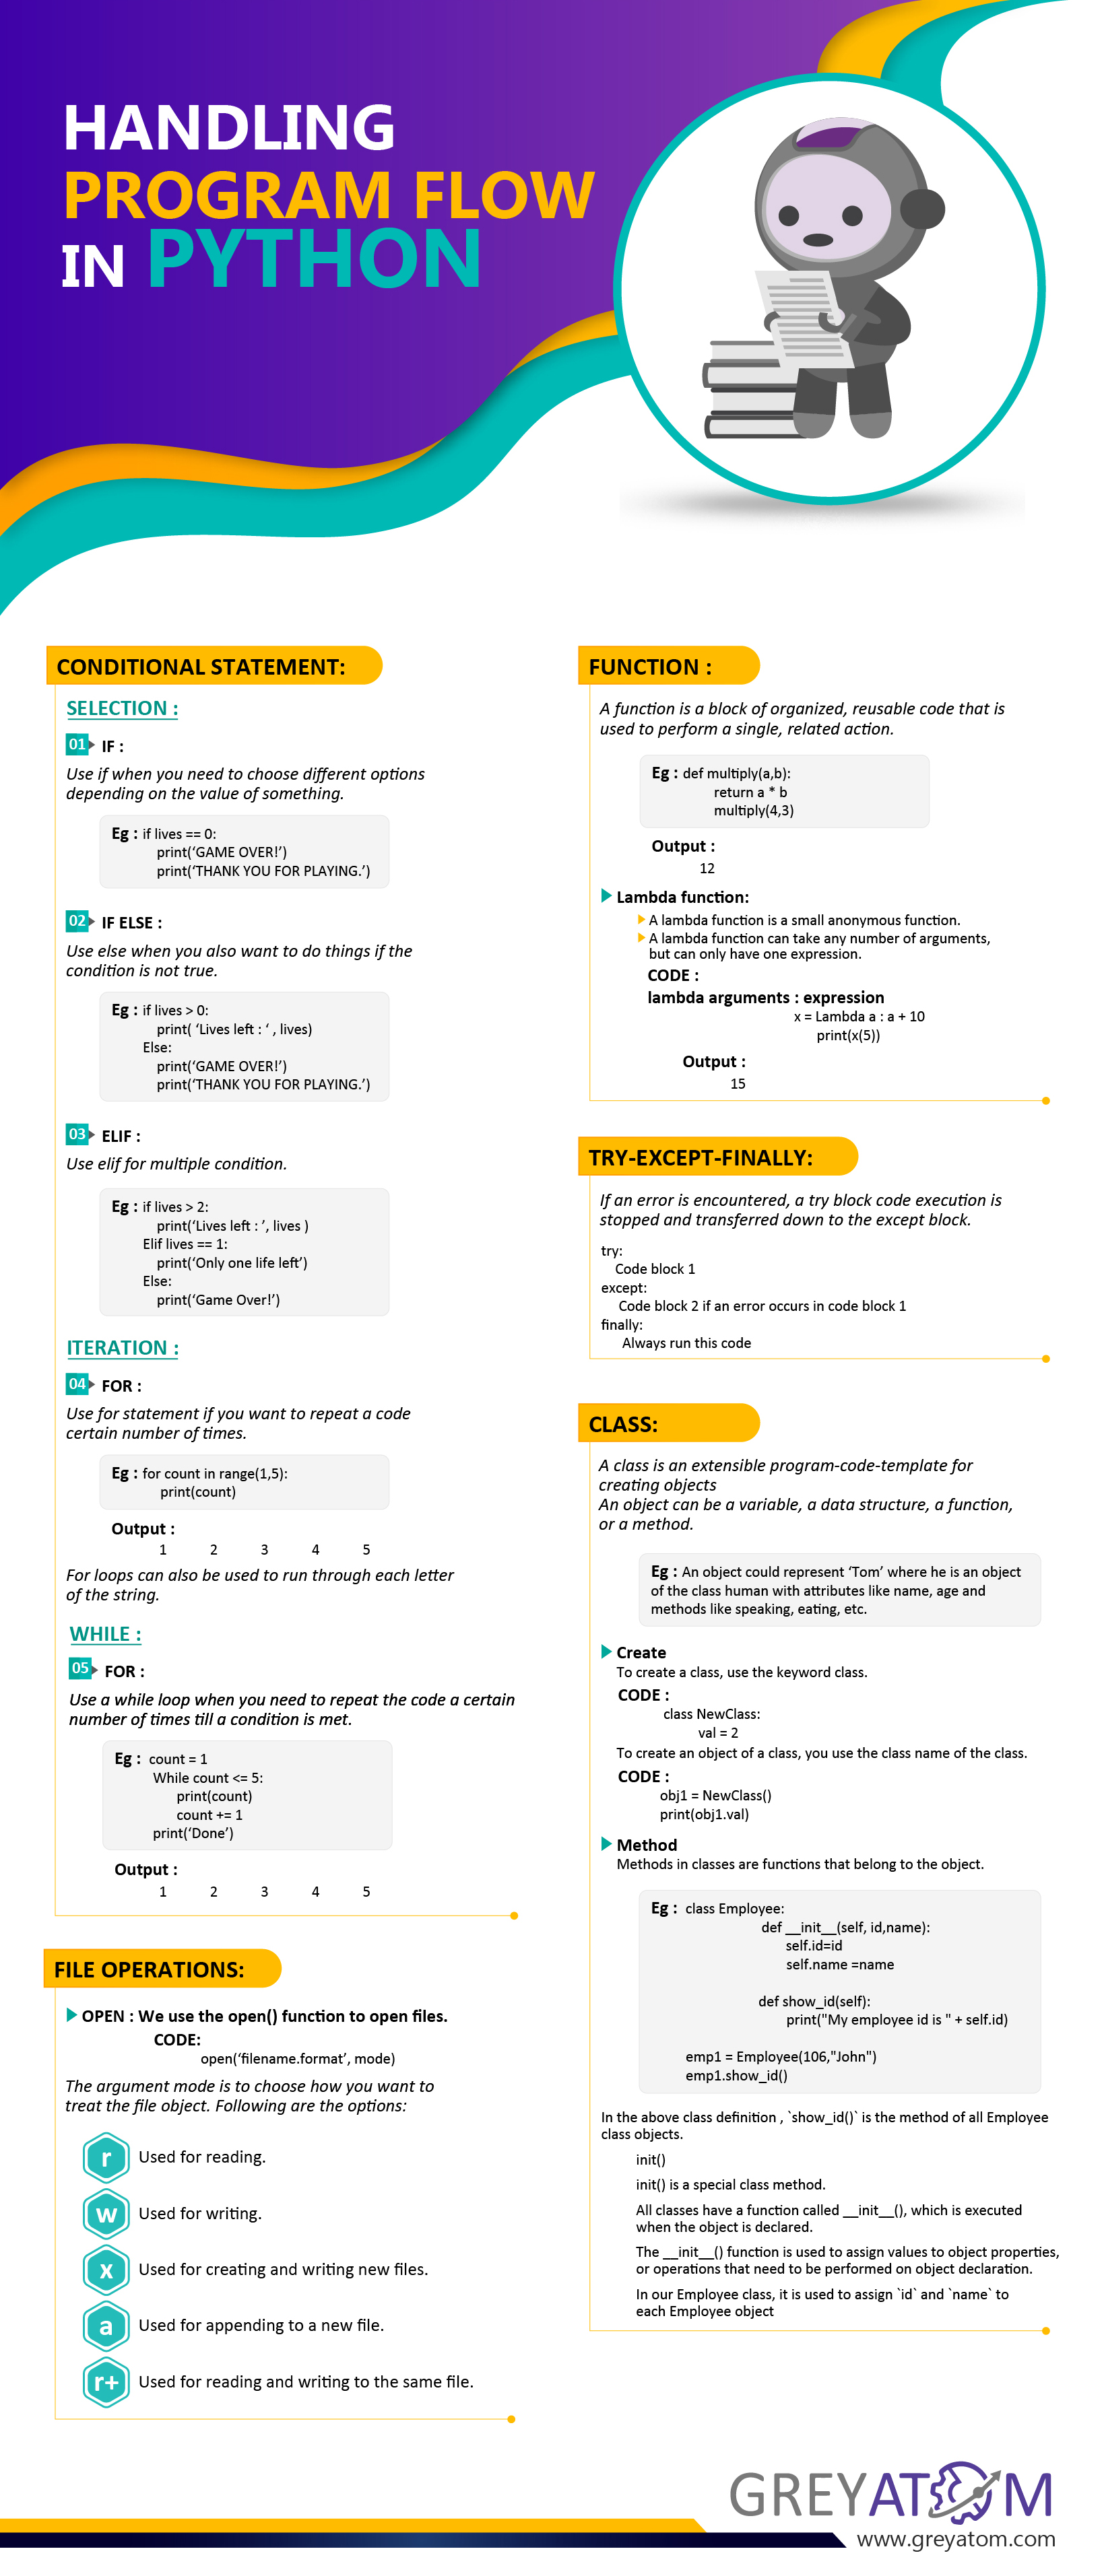 HANDLING
PROGRAM FLOW
IN PYTHON
CONDITIONAL STATEMENT:
SELECTION :
01 IF :
Use if when you need to choose different options
depending on the value of something.
Eg : if lives == 0:
print(‘GAME OVER!’)
print(‘THANK YOU FOR PLAYING.’)
02 IF ELSE :
Use else when you also want to do things if the
condition is not true.
Eg : if lives > 0:
print( ‘Lives left : ‘ , lives)
Else:
print(‘GAME OVER!’)
print(‘THANK YOU FOR PLAYING.’)
03 ELIF :
Use elif for multiple condition.
Eg : if lives > 2:
print(‘Lives left : ’, lives )
Elif lives == 1:
print(‘Only one life left’)
Else:
print(‘Game Over!’)
ITERATION :
04 FOR :
Use for statement if you want to repeat a code
certain number of times.
Eg : for count in range(1,5):
print(count)
Output :
1 2 3 4 5
For loops can also be used to run through each letter
of the string.
WHILE :
05 FOR :
Use a while loop when you need to repeat the code a certain
number of times till a condition is met.
Eg : count = 1
While count <= 5:
print(count)
count += 1
print(‘Done’)
Output :
1 2 3 4 5
FILE OPERATIONS:
OPEN : We use the open() function to open files.
CODE:
open(‘filename.format’, mode)
The argument mode is to choose how you want to
treat the file object. Following are the options:
r Used for reading.
w Used for writing.
x Used for creating and writing new files.
a Used for appending to a new file.
r+ Used for reading and writing to the same file.
FUNCTION :
A function is a block of organized, reusable code that is
used to perform a single, related action.
Eg : def multiply(a,b):
return a * b
multiply(4,3)
Output :
12
Lambda function:
A lambda function is a small anonymous function.
A lambda function can take any number of arguments,
but can only have one expression.
CODE :
lambda arguments : expression
x = Lambda a : a + 10
print(x(5))
Output :
15
TRY-EXCEPT-FINALLY:
If an error is encountered, a try block code execution is
stopped and transferred down to the except block.
try:
Code block 1
except:
Code block 2 if an error occurs in code block 1
finally:
Always run this code
CLASS:
A class is an extensible program-code-template for
creating objects
An object can be a variable, a data structure, a function,
or a method.
Eg : An object could represent ‘Tom’ where he is an object
of the class human with attributes like name, age and
methods like speaking, eating, etc.
Create
To create a class, use the keyword class.
CODE :
class NewClass:
val = 2
To create an object of a class, you use the class name of the class.
CODE :
obj1 = NewClass()
print(obj1.val)
Method
Methods in classes are functions that belong to the object.
Eg : class Employee:
def __init__(self, id,name):
self.id=id
self.name =name
def show_id(self):
print("My employee id is " + self.id)
emp1 = Employee(106,"John")
emp1.show_id()
In the above class definition , `show_id()` is the method of all Employee
class objects.
init()
init() is a special class method.
All classes have a function called __init__(), which is executed
when the object is declared.
The __init__() function is used to assign values to object properties,
or operations that need to be performed on object declaration.
In our Employee class, it is used to assign `id` and `name` to
each Employee object
GREYATOM
www.greyatom.com